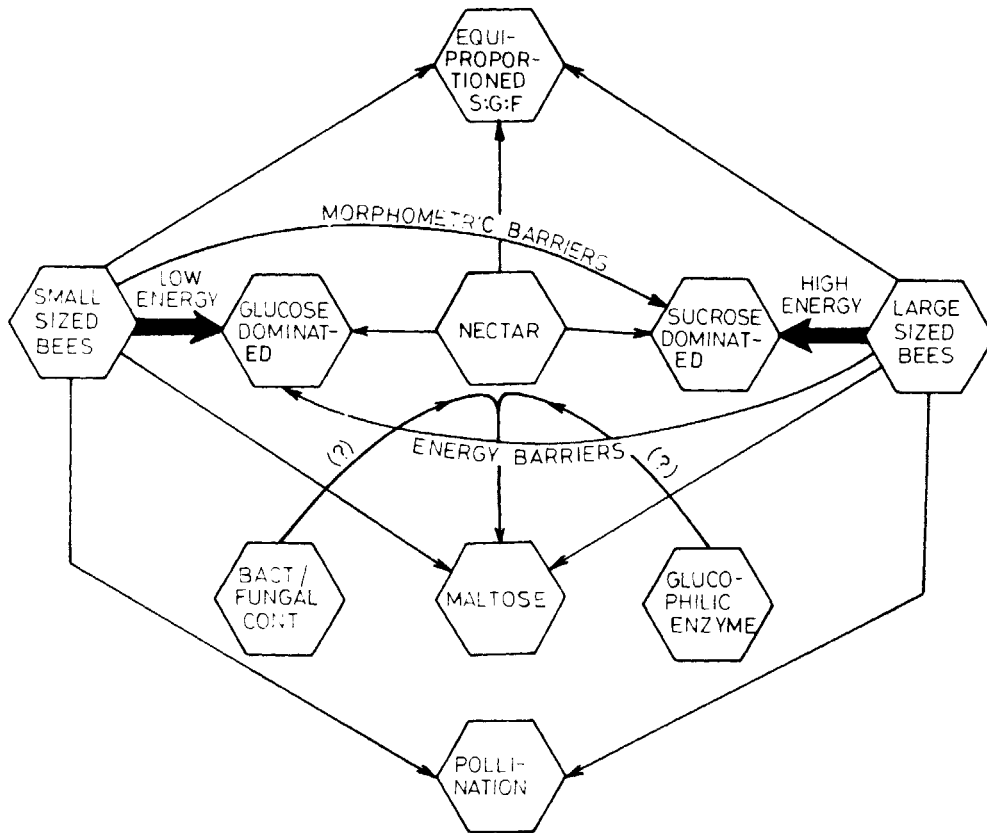 EQUI-
PROPOR-
TIONED
S:G:F
MORPHOMETRIC BARRIERS
SMALL
SIZED
BEES
LOW
ENERGY
GLUCOSE
DOMINAT-
ED
NECTAR
SUCROSE
DOMINAT-
ED
HIGH
ENERGY
LARGE
SIZED
BEES
(?)
ENERGY BARRIERS
(?)
BACT/
FUNGAL
CONT
MALTOSE
GLUCO-
PHILIC
ENZYME
POLLI-
NATION